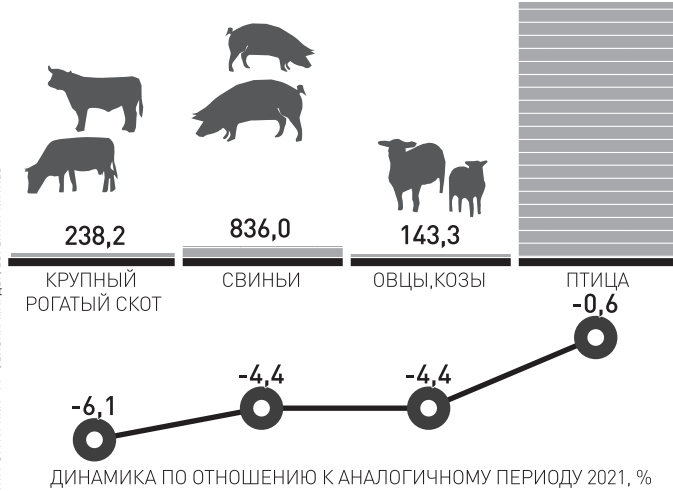 238,2
836,0
143,3
КРУПНЫЙ
РОГАТЫЙ СКОТ
СВИНЬИ
ОВЦЫ,КОЗЫ
ПТИЦА
-6,1
-4,4
-4,4
-0,6
ДИНАМИКА ПО ОТНОШЕНИЮ К АНАЛОГИЧНОМУ ПЕРИОДУ 2021, %